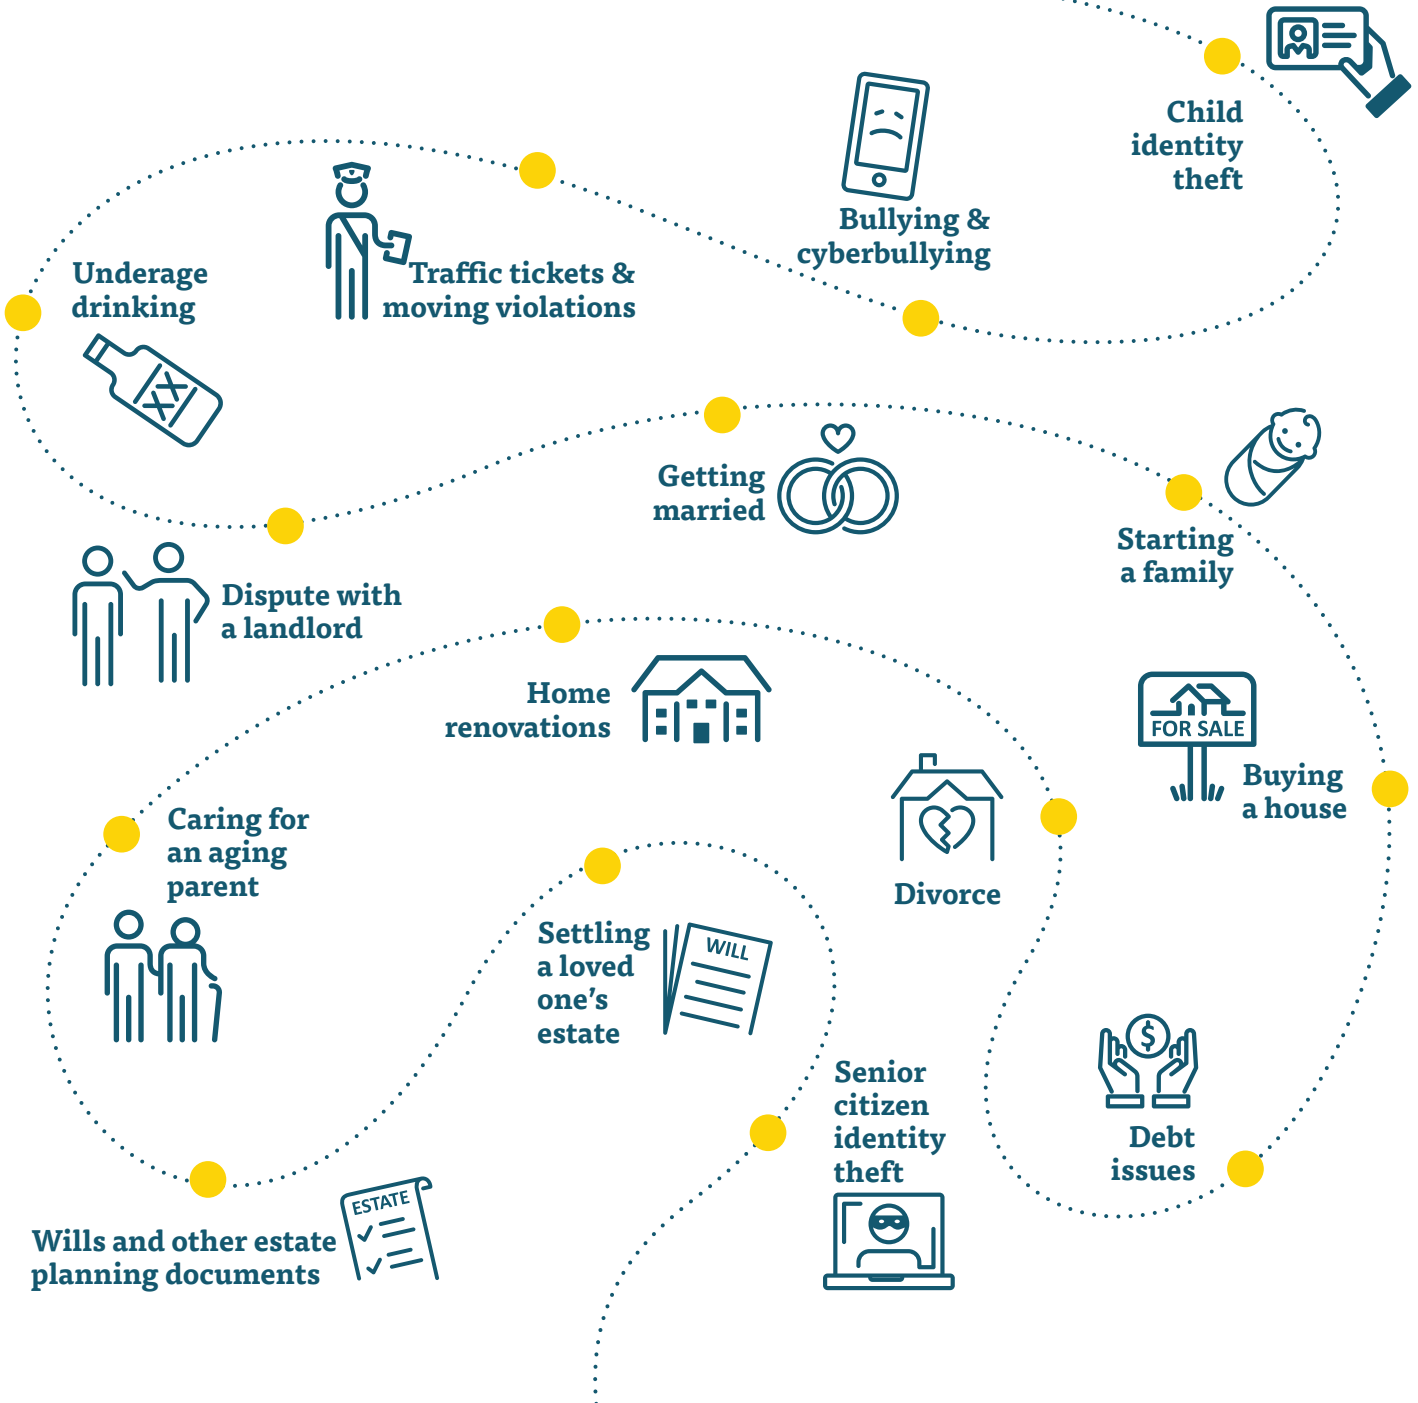 Child
identity
theft
Bullying &
cyberbullying
Traffic tickets &
moving violations
Underage
drinking
Dispute with
a landlord
Getting
married
Starting
a family
FOR SALE
Buying
a house
Debt
issues
Divorce
Home
renovations
Caring for
an aging
parent
Wills and other estate
planning documents
ESTATE
Settling
a loved
one’s
estate
WILL
Senior
citizen
identity
theft
$